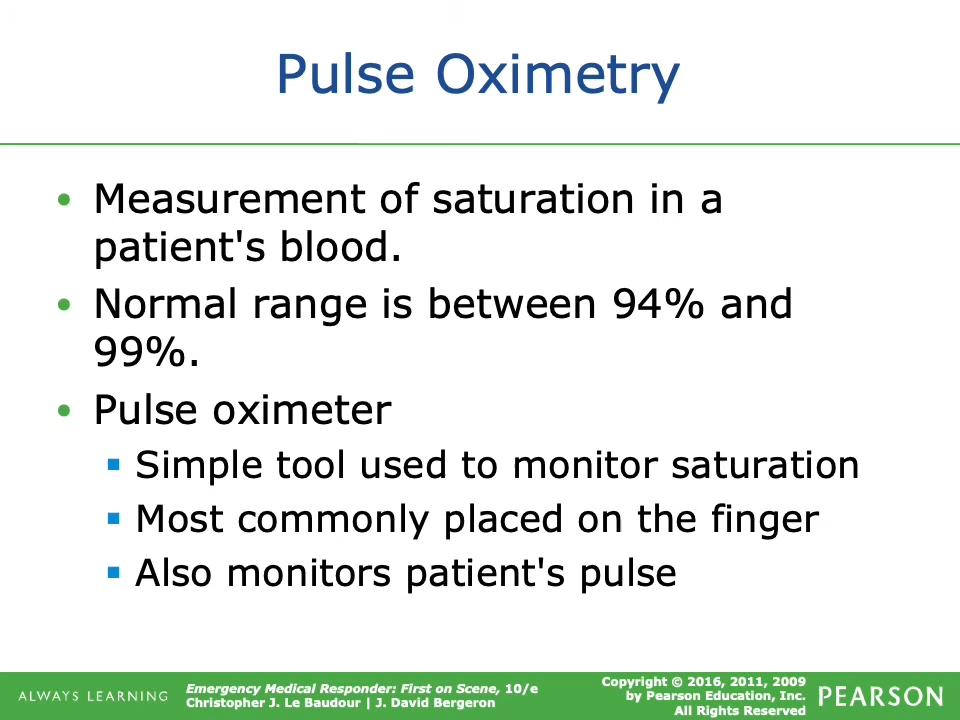 Pulse Oximetry
• Measurement of saturation in a
patient's blood.
• Normal range is between 94% and
99%.
• Pulse oximeter
▪ Simple tool used to monitor saturation
▪ Most commonly placed on the finger
▪ Also monitors patient's pulse
ALWAYS LEARNING
Emergency Medical Responder: First on Scene, 10/e
Christopher J. Le Baudour | J. David Bergeron
Copyright © 2016, 2011, 2009
by Pearson Education, Inc.
All Rights Reserved
PEARSON